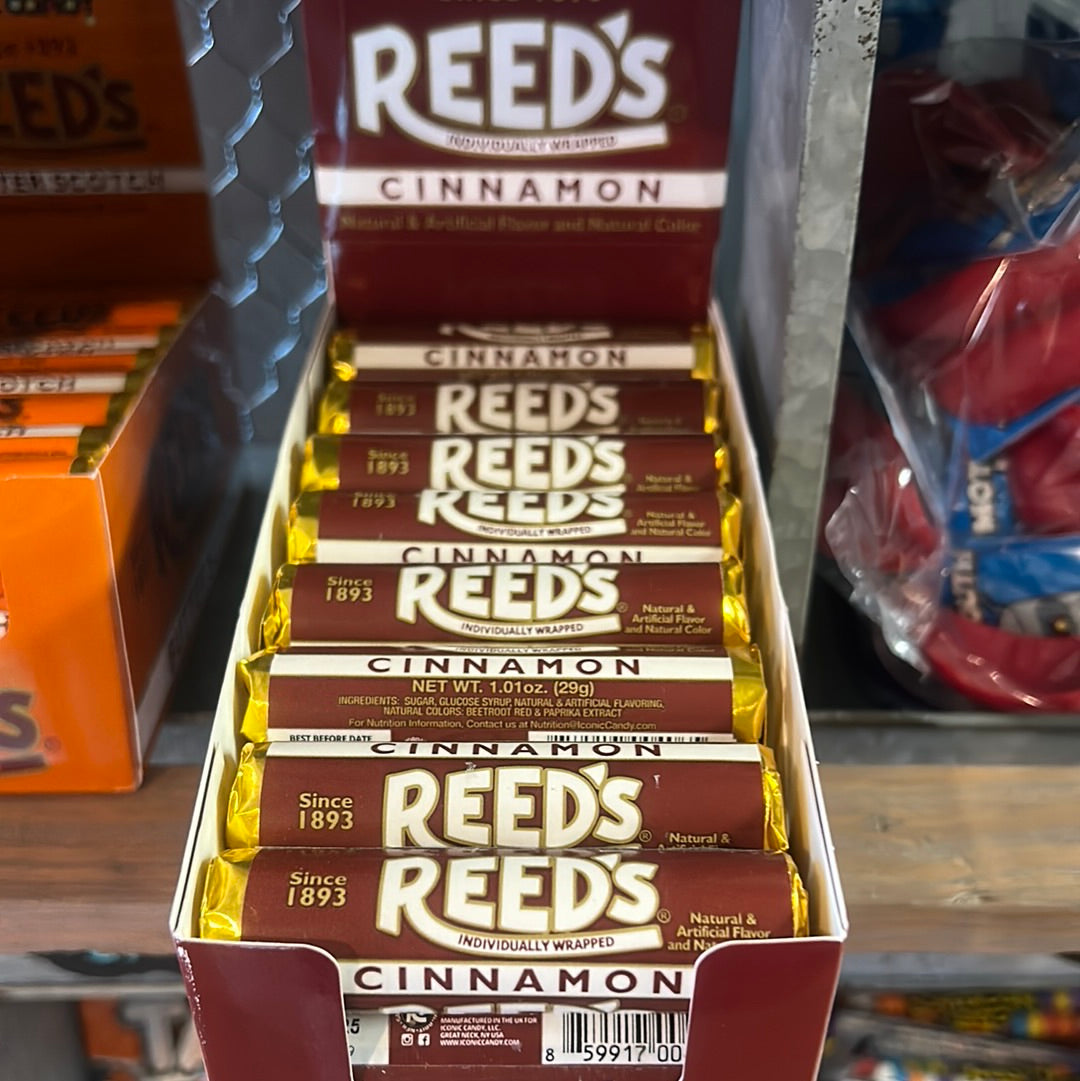 REED'S
INDIVIDUALLY WRAPPED
CINNAMON
Natural & Artificial Flavor and Natural Color
CINNAMON
1893
REED'S
Since
1893
REED'S
Natural &
1893
REED'S
INDIVIDUALLY WRAPPED
Natural &
Artificial Flavor
and Natural Color
CINNAMON
Since
1893
REED'S®
INDIVIDUALLY WRAPPED
Natural &
Artificial Flavor
and Natural Color
CINNAMON
NET WT. 1.01oz. (29g)
INGREDIENTS: SUGAR, GLUCOSE SYRUP, NATURAL & ARTIFICIAL FLAVORING,
NATURAL COLORS: BEETROOT RED & PAPRIKA EXTRACT
For Nutrition Information, Contact us at Nutrition@IconicCandy.com
BEST BEFORE DATE
CINNAMON
Since
1893
REED'S®
Natural &
Since
1893
REED'S®
INDIVIDUALLY WRAPPED
Natural &
Artificial Flavor
CINNAMON
MANUFACTURED IN THE UK FOR
ICONIC CANDY, LLC.
GREAT NECK, NY USA
WWW.ICONICCANDY.COM
8 59917 00